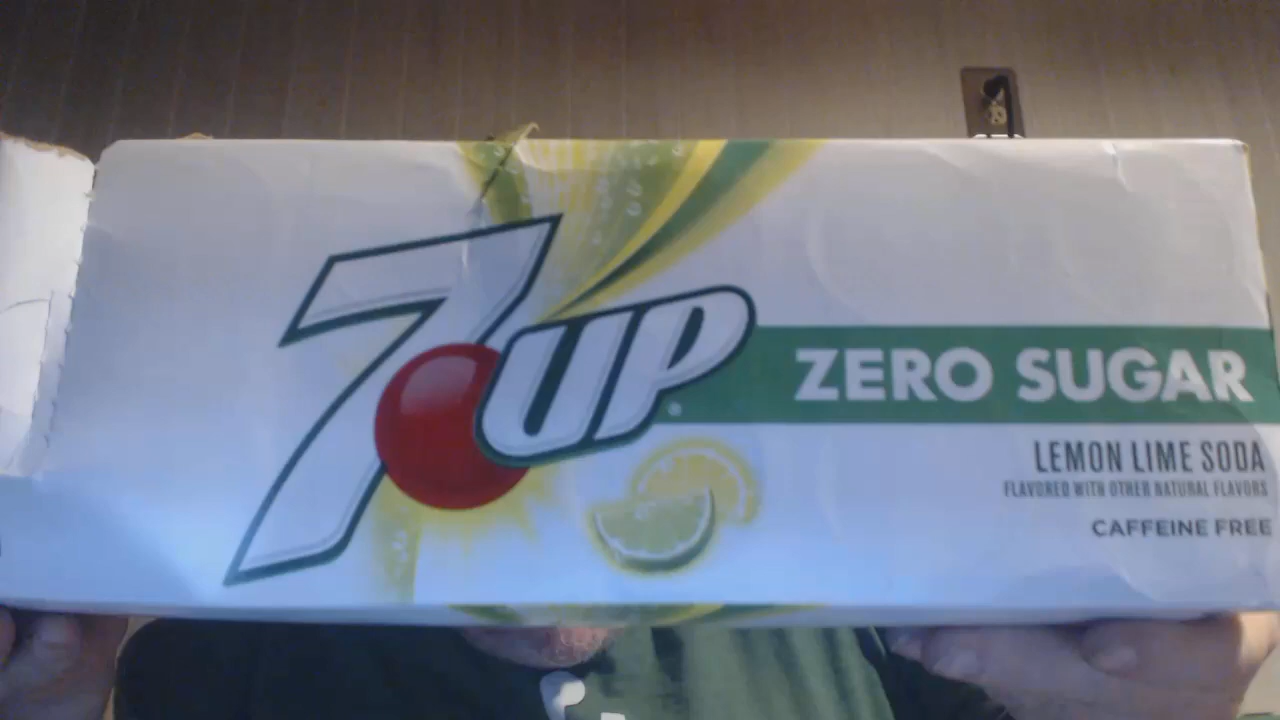 7UP
ZERO SUGAR
LEMON LIME SODA
FLAVORED WITH OTHER NATURAL FLAVORS
CAFFEINE FREE